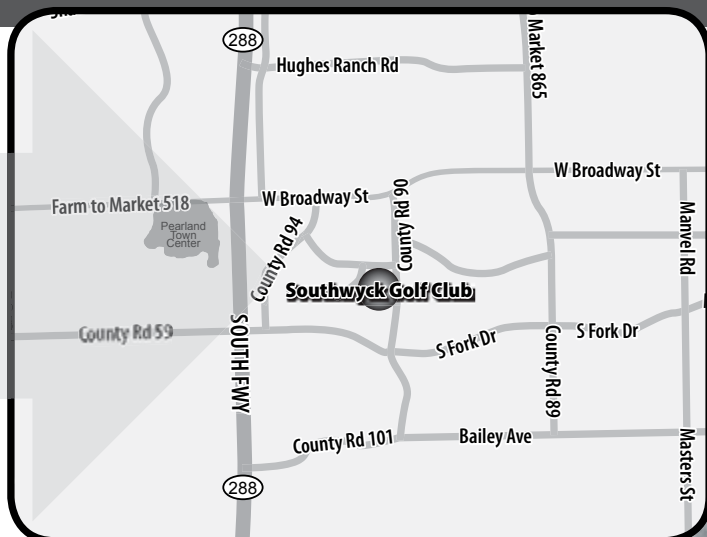 288
Hughes Ranch Rd
Market 865
W Broadway St
Farm to Market 518
W Broadway St
Pearland
Town
Center
County Rd 94
County Rd 90
Manvel Rd
Southwyck Golf Club
County Rd 59
SOUTH FWY
S Fork Dr
S Fork Dr
County Rd 89
County Rd 101
Bailey Ave
Masters St
288